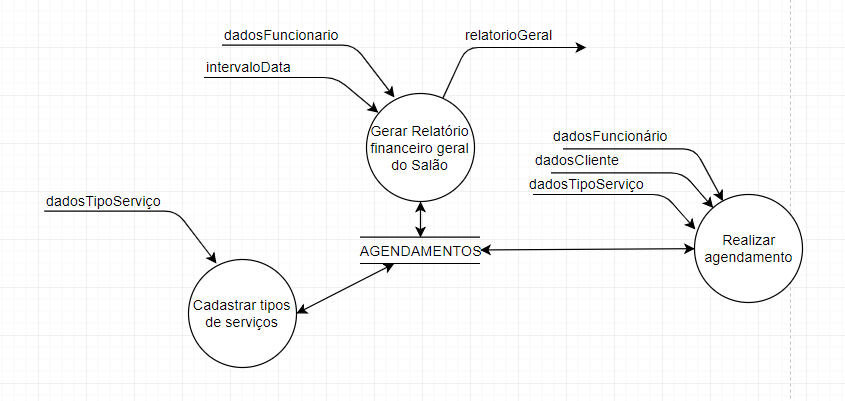 dadosFuncionario
relatorioGeral
intervaloData
Gerar Relatório
financeiro geral
do Salão
dadosFuncionário
dadosCliente
dadosTipoServiço
dadosTipoServiço
AGENDAMENTOS
Realizar
agendamento
Cadastrar tipos
de serviços